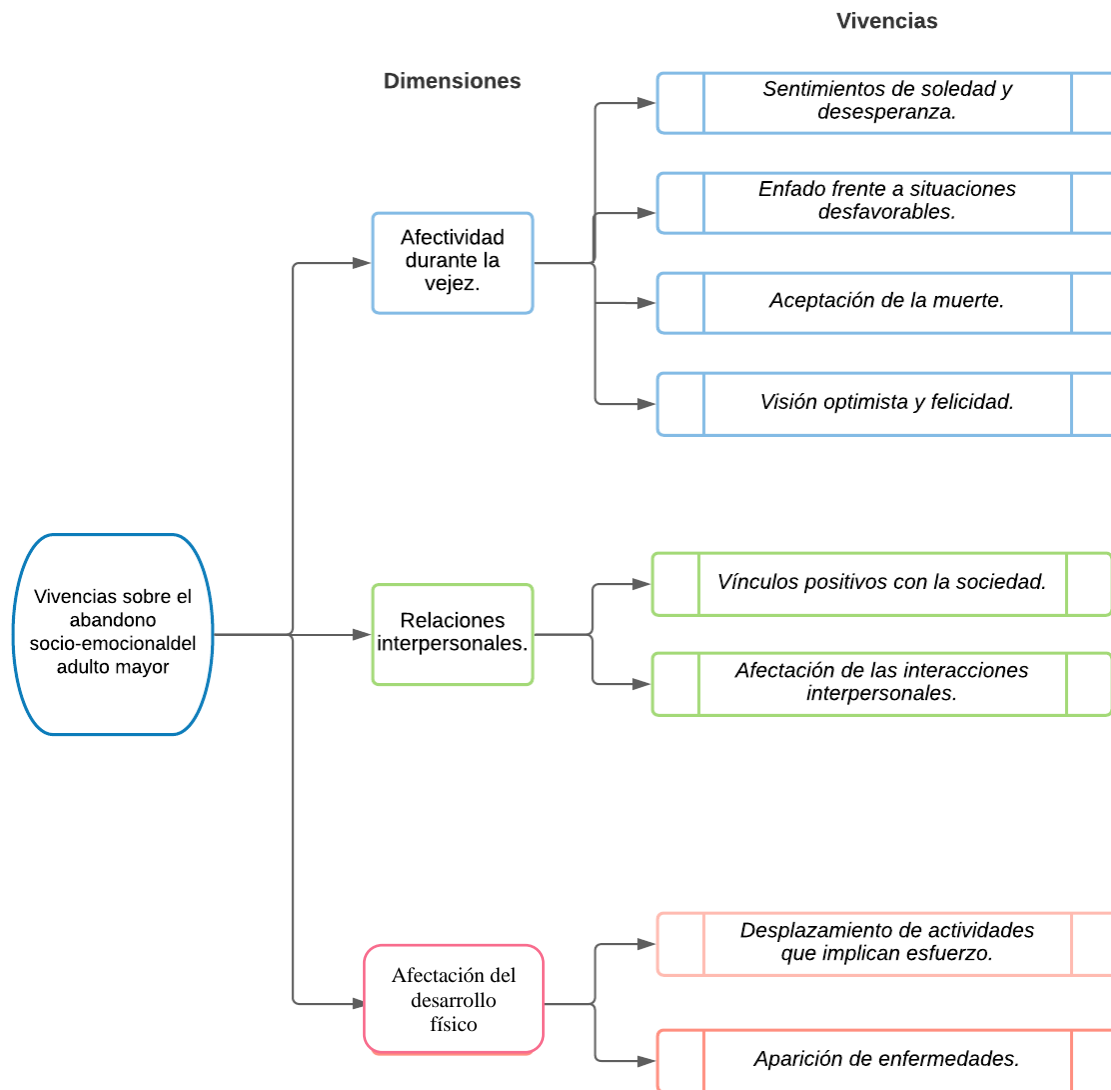 Vivencias
Dimensiones
Sentimientos de soledad y
desesperanza.
Enfado frente a situaciones
desfavorables.
Afectividad
durante la
vejez.
Aceptación de la muerte.
Visión optimista y felicidad.
Vivencias sobre el
abandono
socio-emocionaldel
adulto mayor
Relaciones
interpersonales.
Vínculos positivos con la sociedad.
Afectación de las interacciones
interpersonales.
Afectación del
desarrollo
físico
Desplazamiento de actividades
que implican esfuerzo.
Aparición de enfermedades.